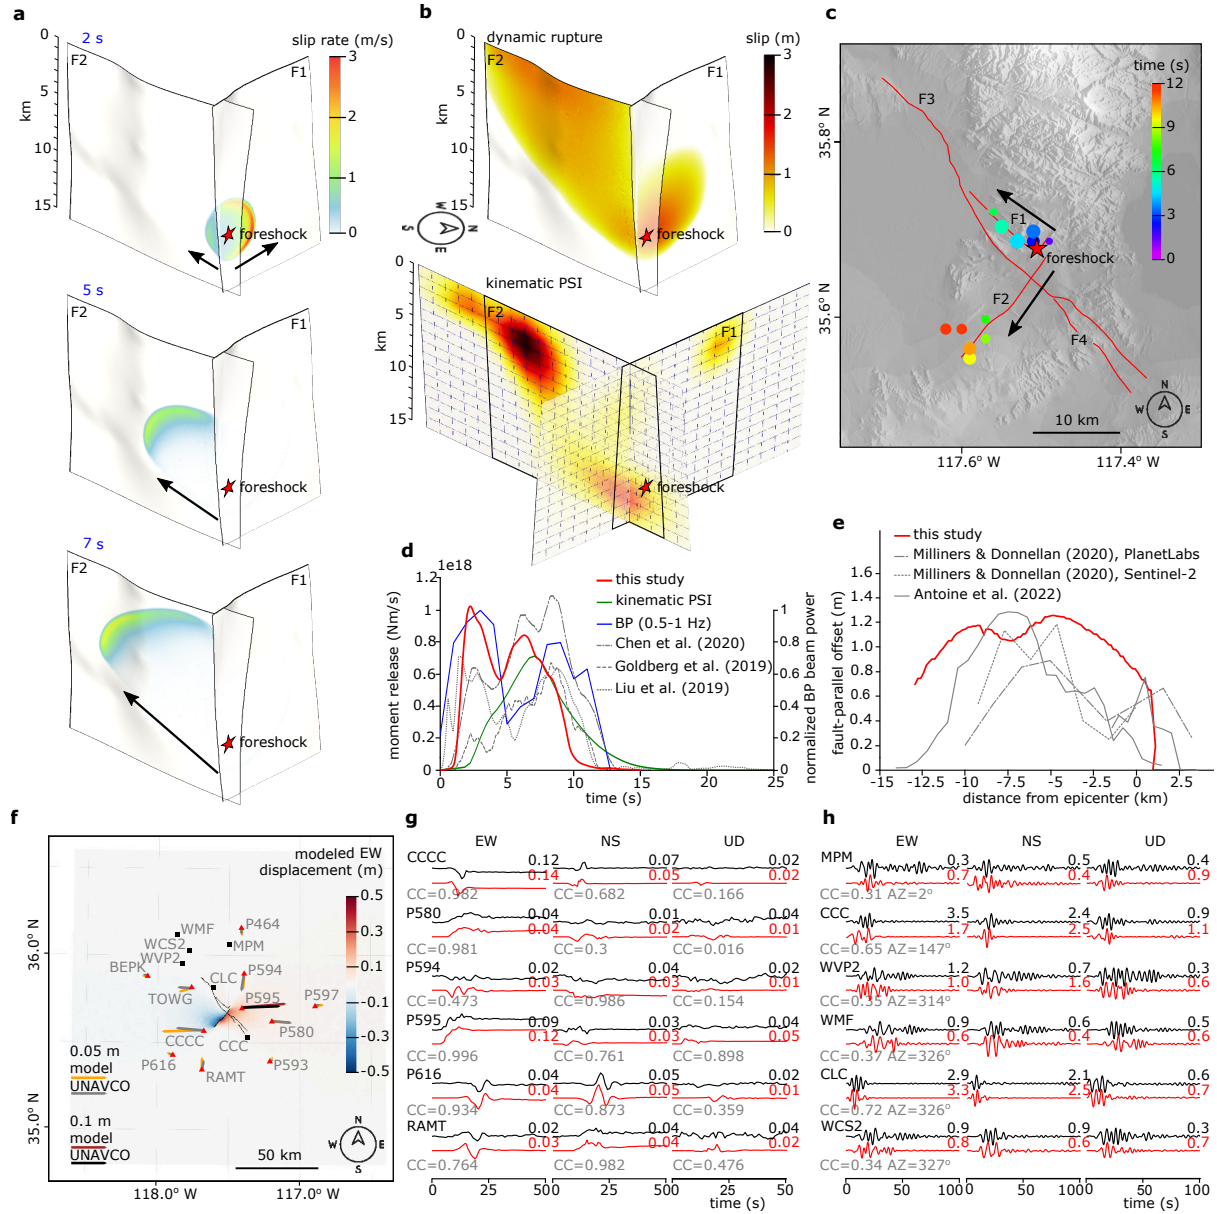 a
0
5
10
15
km
2 s
F2
slip rate (m/s)
3
2
1
0
F1
foreshock
5 s
F2
F1
foreshock
7 s
F2
F1
foreshock
b
0
5
10
15
km
dynamic rupture
F2
slip (m)
3
2
1
0
F1
foreshock
W
N
S
E
kinematic PSI
0
5
10
15
km
F2
F1
foreshock
c
time (s)
12
9
6
3
0
F3
F1
foreshock
F2
F4
35.8° N
35.6° N
N
W
E
S
10 km
117.6° W
117.4° W
d
1e18
1.2
1
0.8
0.6
0.4
0.2
0
moment release (Nm/s)
this study
kinematic PSI
BP (0.5-1 Hz)
Chen et al. (2020)
Goldberg et al. (2019)
Liu et al. (2019)
1
0.8
0.6
0.4
0.2
0
normalized BP beam power
0
5
10
15
20
25
time (s)
e
this study
Milliners & Donnellan (2020), PlanetLabs
Milliners & Donnellan (2020), Sentinel-2
Antoine et al. (2022)
1.8
1.6
1.4
1.2
1
0.8
0.6
0.4
0.2
0
fault-parallel offset (m)
-15
-12.5
-10
-7.5
-5
-2.5
0
2.5
distance from epicenter (km)
f
modeled EW
displacement (m)
0.5
0.3
0.1
-0.1
-0.3
-0.5
36.0° N
35.0° N
WMF
P464
WCS2
MPM
WVP2
BEPK
CLC
P594
TOWG
P595
P597
CCCC
P580
CCC
P616
P593
RAMT
0.05 m
model
UNAVCO
0.1 m
model
UNAVCO
N
W
E
S
50 km
118.0° W
117.0° W
g
EW
NS
UD
CCCC
0.12
0.07
0.02
0.14
0.05
0.02
CC=0.982
CC=0.682
CC=0.166
P580
0.04
0.01
0.04
0.04
0.02
0.01
CC=0.981
CC=0.3
CC=0.016
P594
0.02
0.04
0.02
0.03
0.03
0.01
CC=0.473
CC=0.986
CC=0.154
P595
0.09
0.03
0.04
0.12
0.03
0.05
CC=0.996
CC=0.761
CC=0.898
P616
0.04
0.05
0.02
0.04
0.05
0.01
CC=0.934
CC=0.873
CC=0.359
RAMT
0.02
0.04
0.04
0.03
0.04
0.02
CC=0.764
CC=0.982
CC=0.476
0
25
50
0
25
50
0
50
time (s)
h
EW
NS
UD
MPM
0.3
0.5
0.4
0.7
0.4
0.9
CC=0.31 AZ=2°
CCC
3.5
2.4
0.9
1.7
2.5
1.1
CC=0.65 AZ=147°
WVP2
1.2
0.7
0.3
1.0
1.6
0.6
CC=0.35 AZ=314°
WMF
0.9
0.6
0.5
0.6
0.4
0.6
CC=0.37 AZ=326°
CLC
2.9
2.1
0.6
3.3
2.5
0.7
CC=0.72 AZ=326°
WCS2
0.9
0.9
0.3
0.8
0.6
0.7
CC=0.34 AZ=327°
0
50
100
0
50
100
0
100
time (s)